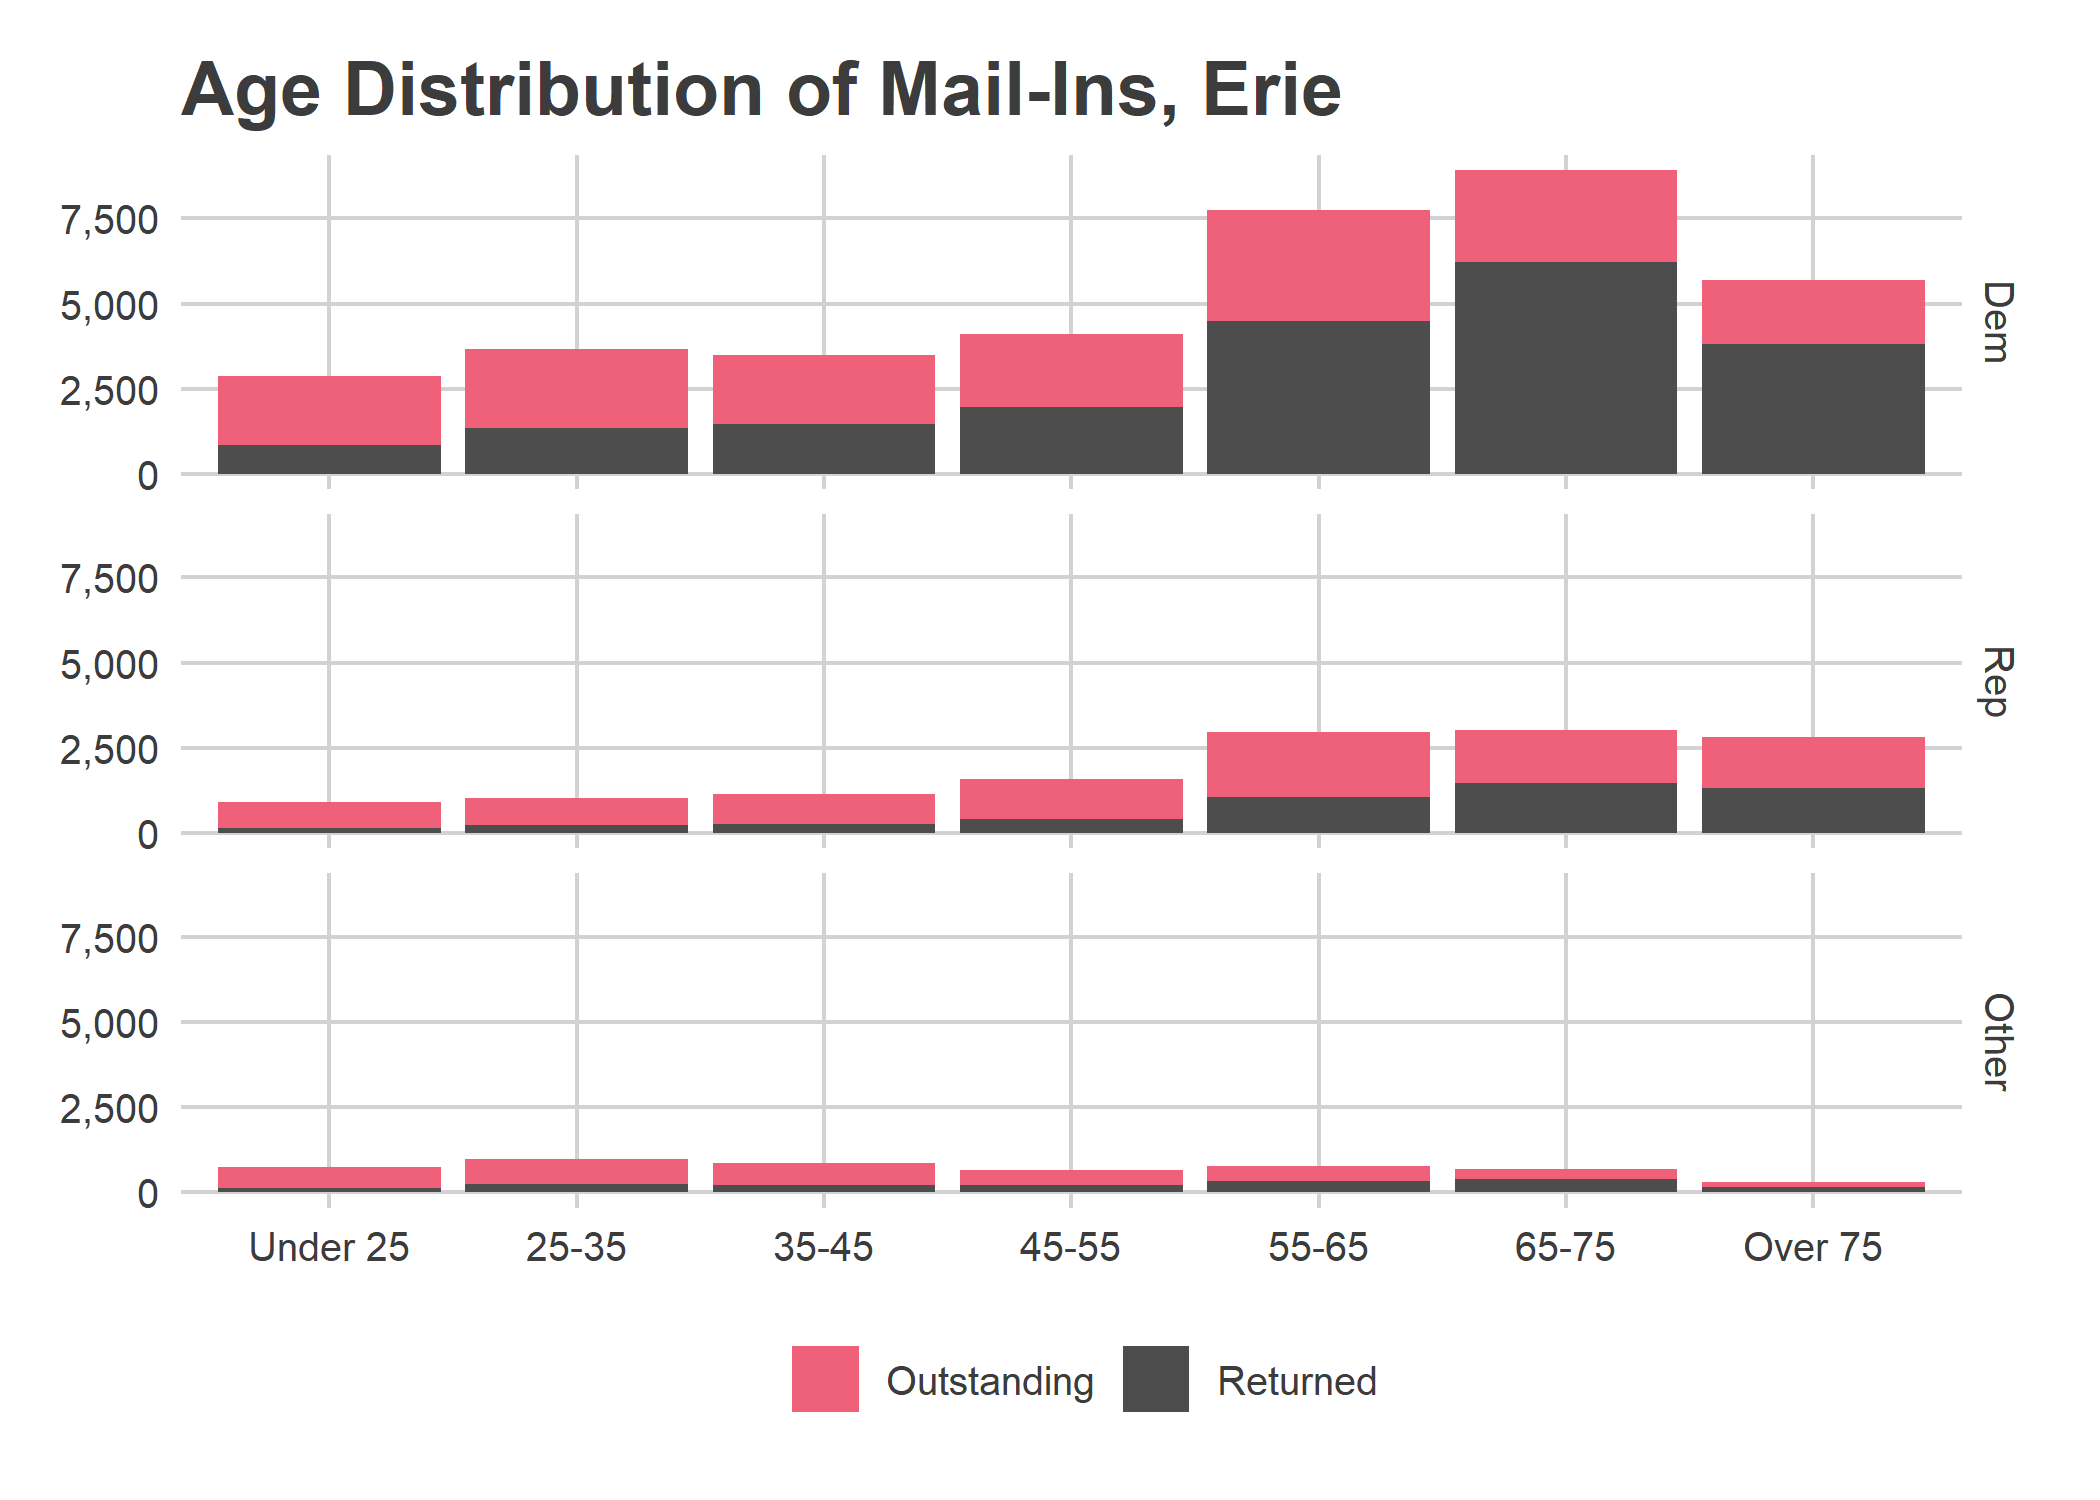 Age Distribution of Mail-Ins, Erie
7,500
5,000
2,500
0
Dem
7,500
5,000
2,500
0
Rep
7,500
5,000
2,500
0
Other
Under 25 25-35 35-45 45-55 55-65 65-75 Over 75
Outstanding Returned